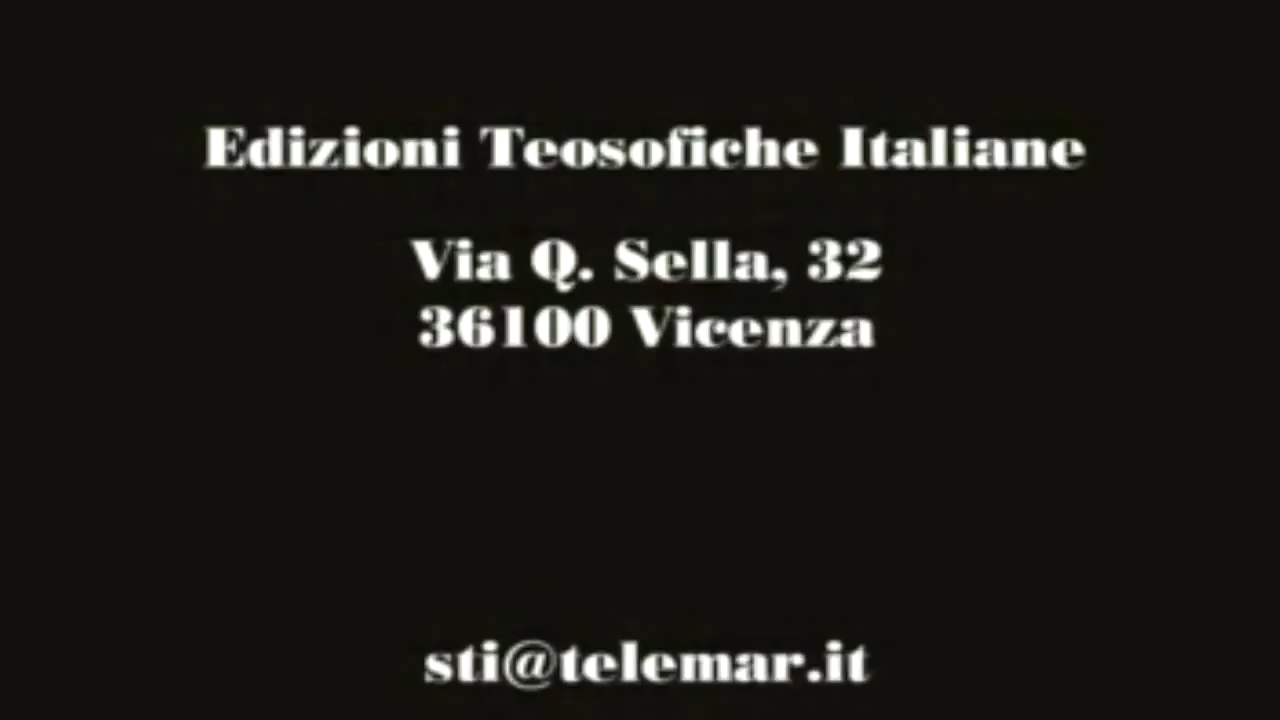 Edizioni Teosofiche Italiane
Via Q. Sella, 32
36100 Vicenza
sti@telemar.it